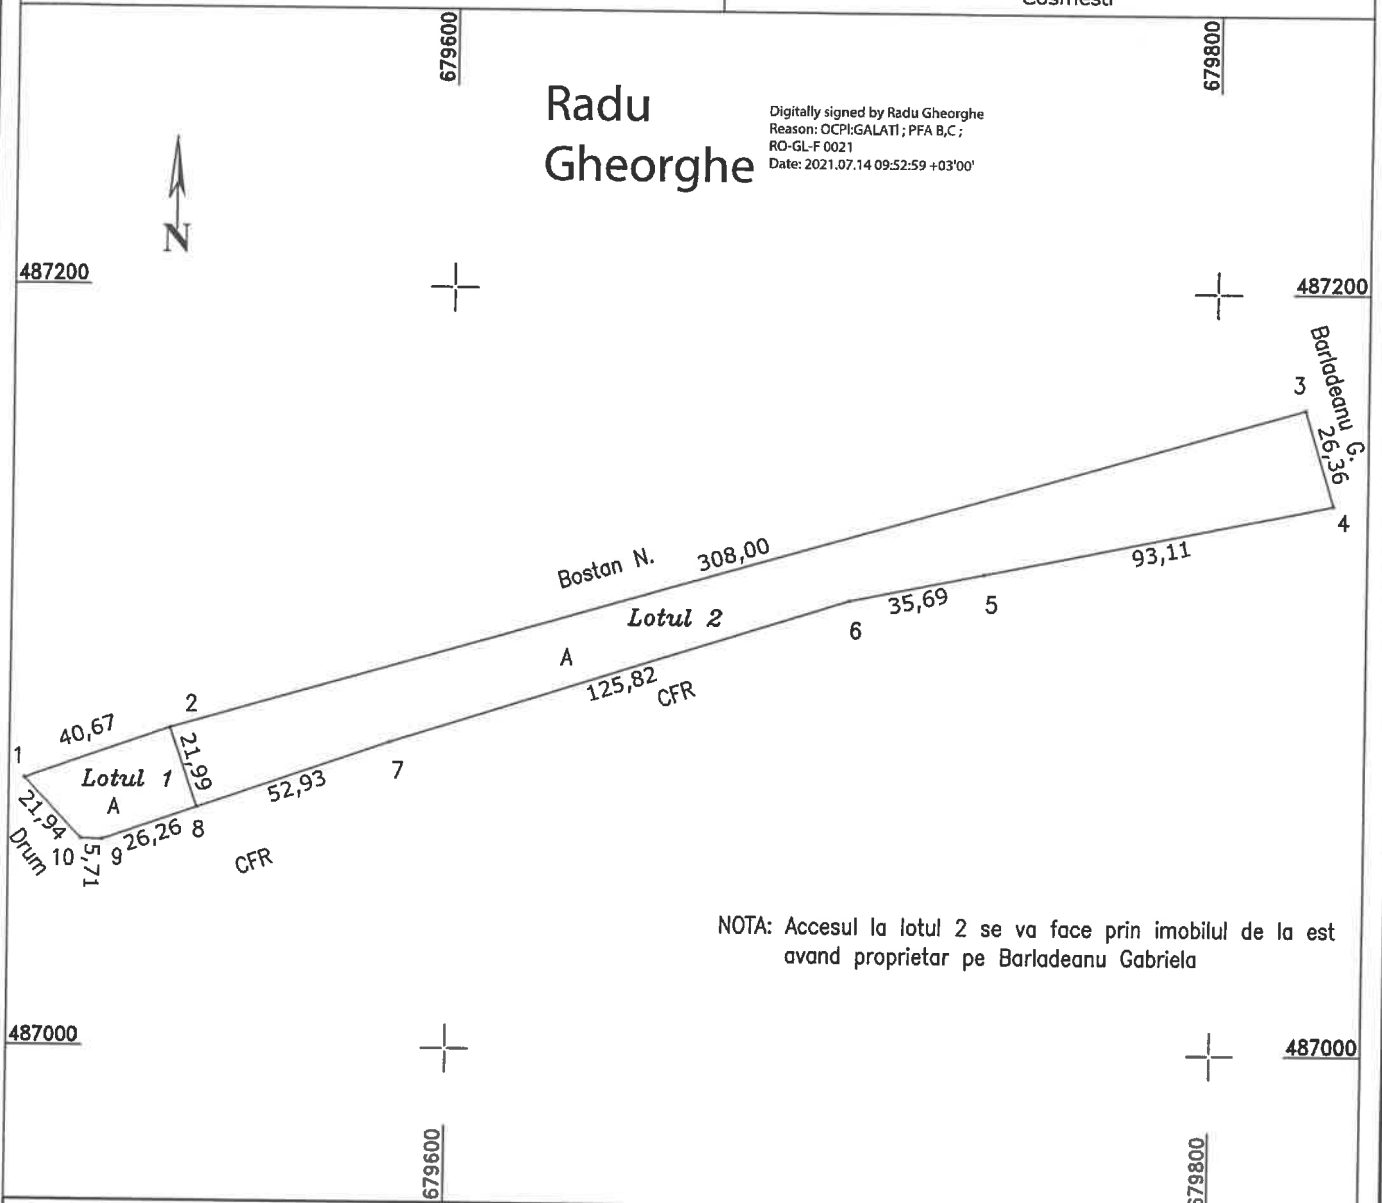 679600
679800
Radu
Gheorghe
Digitally signed by Radu Gheorghe
Reason: OCPI:GALATI ; PFA B,C ;
RO-GL-F 0021
Date: 2021.07.14 09:52:59 +03'00'
N
487200
487200
Barladeanu G.
3
26,36
4
Bostan N.
308,00
93,11
35,69
5
Lotul 2
6
A
125,82
CFR
2
40,67
1
21,99
Lotul 1
A
7
52,93
21,94
26,26
8
Drum
10
5,71
9
CFR
NOTA: Accesul la lotul 2 se va face prin imobilul de la est
avand proprietar pe Barladeanu Gabriela
487000
487000
679600
679800